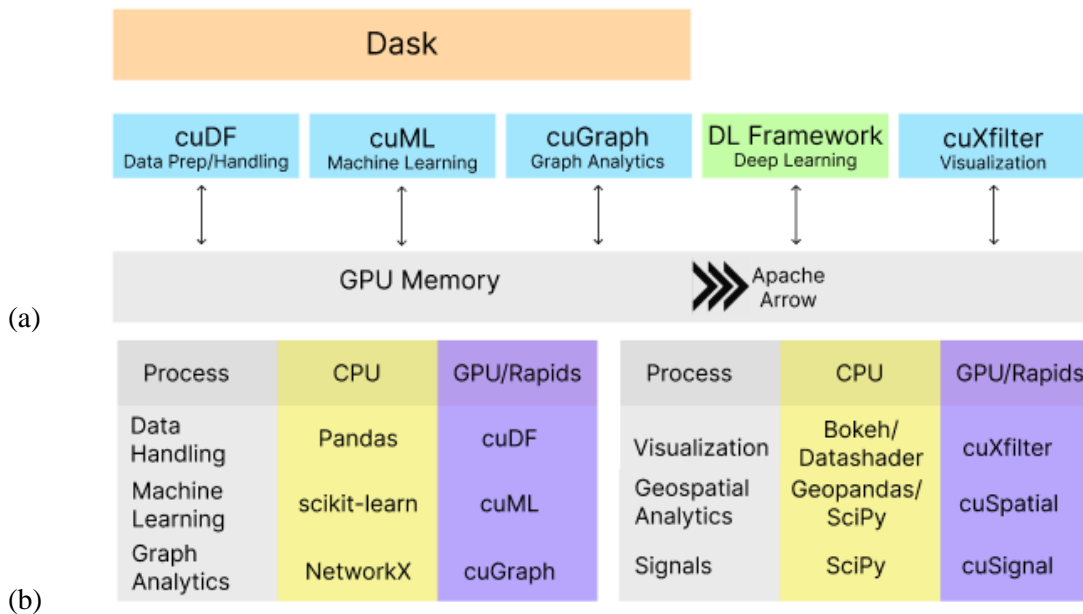 Dask
cuDF
Data Prep/Handling
cuML
Machine Learning
cuGraph
Graph Analytics
DL Framework
Deep Learning
cuXfilter
Visualization
GPU Memory
Apache
Arrow
(a)
Process CPU GPU/Rapids
Data
Handling
Pandas
cuDF
Machine
Learning
scikit-learn
cuML
Graph
Analytics
NetworkX
cuGraph
Process CPU GPU/Rapids
Visualization
Bokeh/
Datashader
cuXfilter
Geospatial
Analytics
Geopandas/
SciPy
cuSpatial
Signals
SciPy
cuSignal
(b)